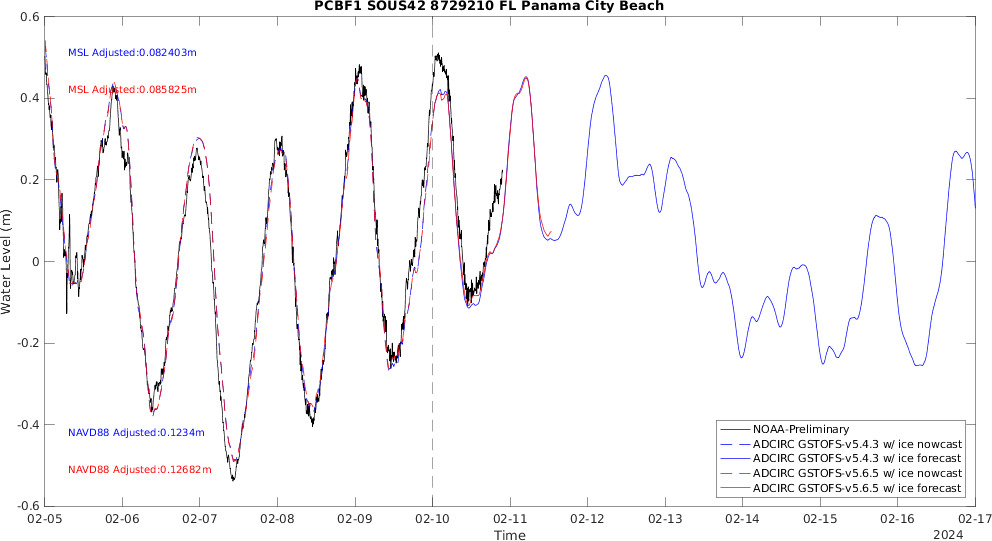 PCBF1 SOUS42 8729210 FL Panama City Beach
0.6
MSL Adjusted:0.082403m
MSL Adjusted:0.085825m
0.4
0.2
Water Level (m)
0
-0.2
-0.4
NAVD88 Adjusted:0.1234m
NAVD88 Adjusted:0.12682m
-0.6
NOAA-Preliminary
ADCIRC GSTOFS-v5.4.3 w/ ice nowcast
ADCIRC GSTOFS-v5.4.3 w/ ice forecast
ADCIRC GSTOFS-v5.6.5 w/ ice nowcast
ADCIRC GSTOFS-v5.6.5 w/ ice forecast
02-05 02-06 02-07 02-08 02-09 02-10 02-11 02-12 02-13 02-14 02-15 02-16 02-17
Time
2024